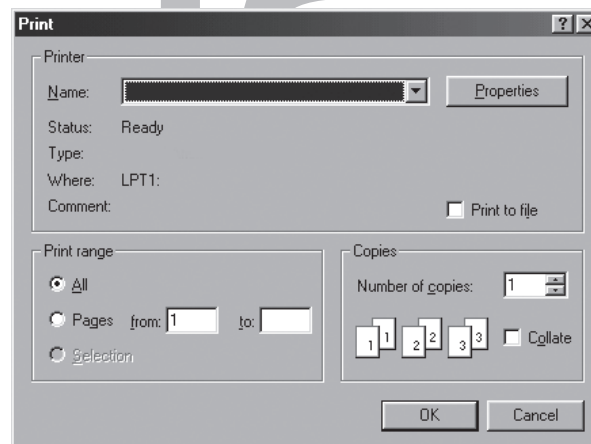 Print
Printer
Name: Properties
Status: Ready
Type:
Where: LPT1:
Comment: Print to file
Print range
All
Pages from: 1 to:
Selection
Copies
Number of copies: 1
1 1 2 2 3 3 Collate
OK Cancel